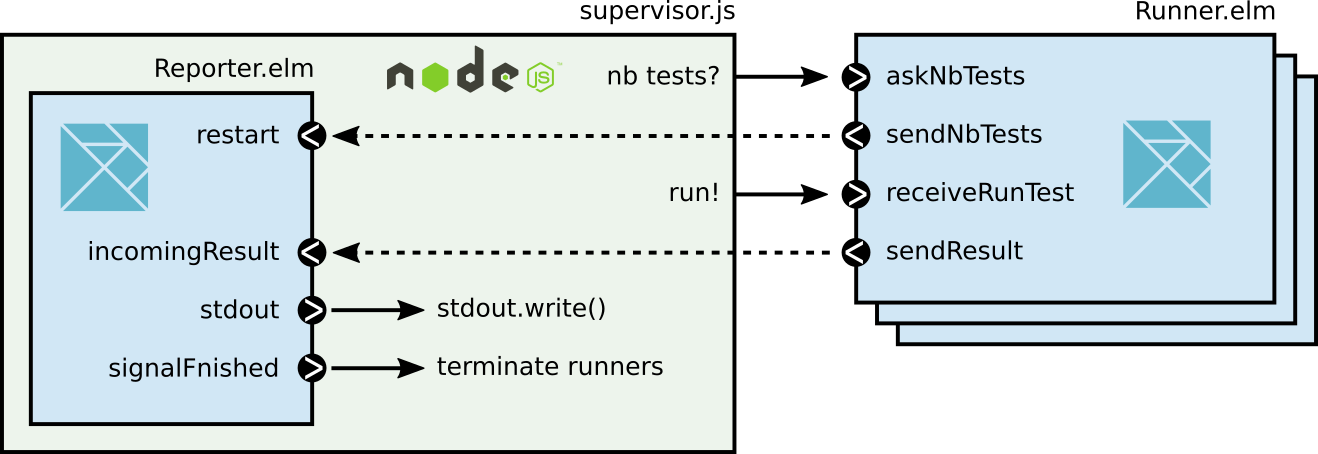 supervisor.js
Runner.elm
Reporter.elm
node
JS
™
nb tests?
askNbTests
restart
sendNbTests
run!
receiveRunTest
incomingResult
sendResult
stdout
stdout.write()
signalFnished
terminate runners